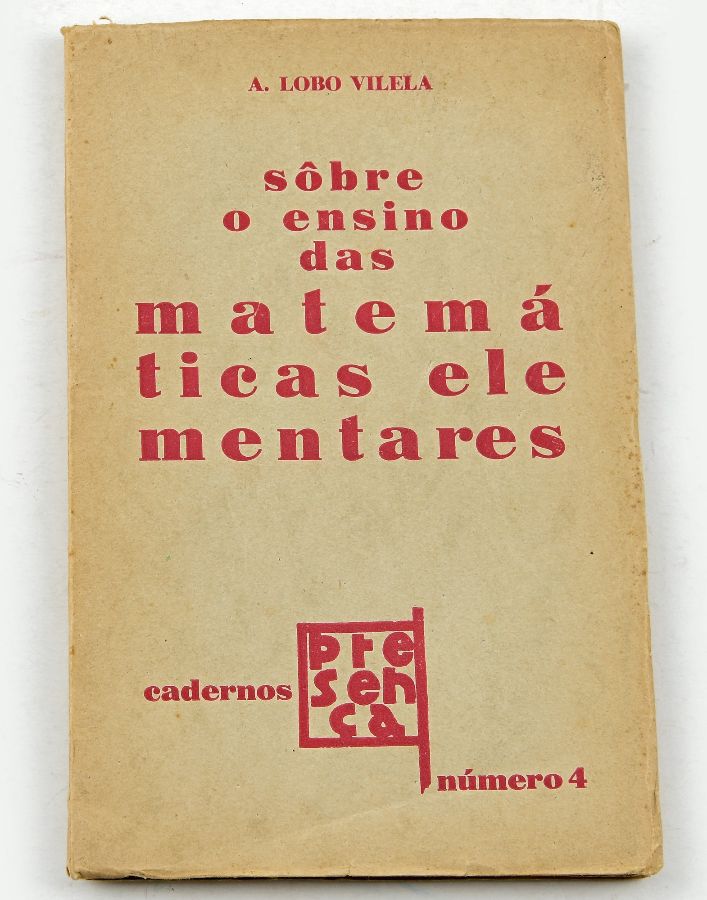 A. LOBO VILELA
sôbre
o ensino
das
matemá
ticas ele
mentares
cadernos
pre
sen
ça
número 4